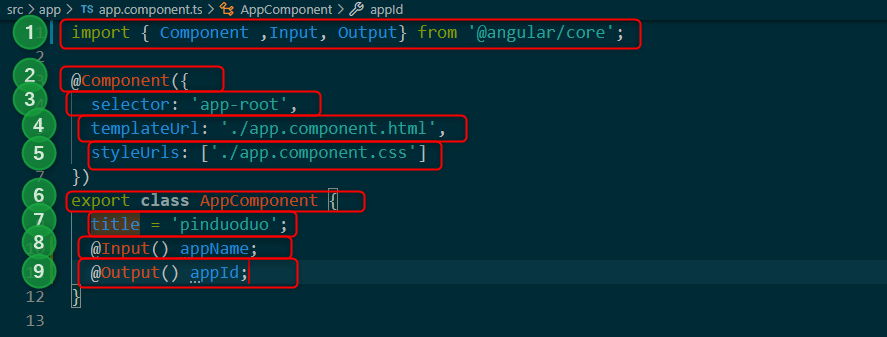 src > app > TS app.component.ts > AppComponent > appId
1 import { Component ,Input, Output} from '@angular/core';
2
2 @Component({
3 selector: 'app-root',
4 templateUrl: './app.component.html',
5 styleUrls: ['./app.component.css']
7 })
6 export class AppComponent {
7 title = 'pinduoduo';
8 @Input() appName;
9 @Output() appId;
12 }
13